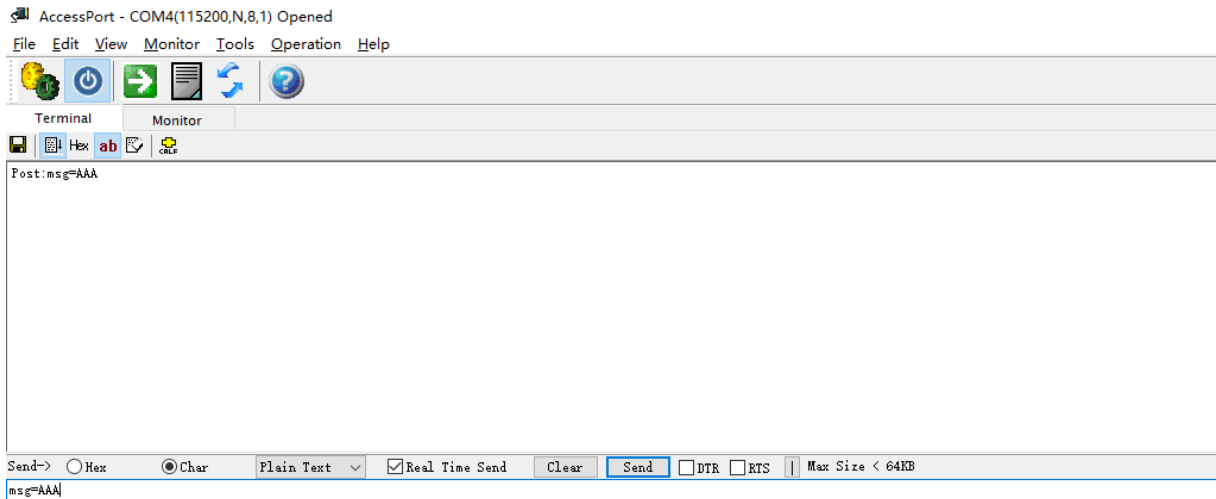 AccessPort - COM4(115200,N,8,1) Opened
File Edit View Monitor Tools Operation Help
Terminal Monitor
Hex ab CRLF
Post:msg=AAA
Send-> Hex Char Plain Text Real Time Send Clear Send DTR RTS | Max Size < 64KB
msg=AAA